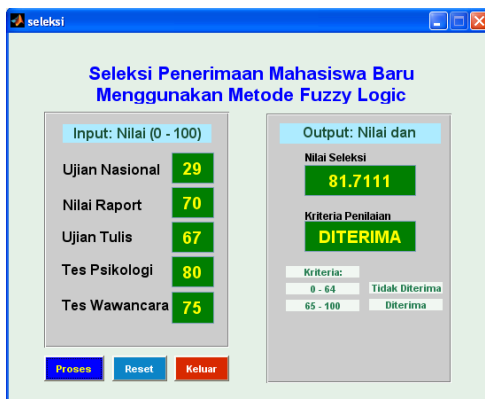 seleksi
Seleksi Penerimaan Mahasiswa Baru
Menggunakan Metode Fuzzy Logic
Input: Nilai (0 - 100)
Ujian Nasional 29
Nilai Raport 70
Ujian Tulis 67
Tes Psikologi 80
Tes Wawancara 75
Proses Reset Keluar
Output: Nilai dan
Nilai Seleksi
81.7111
Kriteria Penilaian
DITERIMA
Kriteria:
0 - 64 Tidak Diterima
65 - 100 Diterima